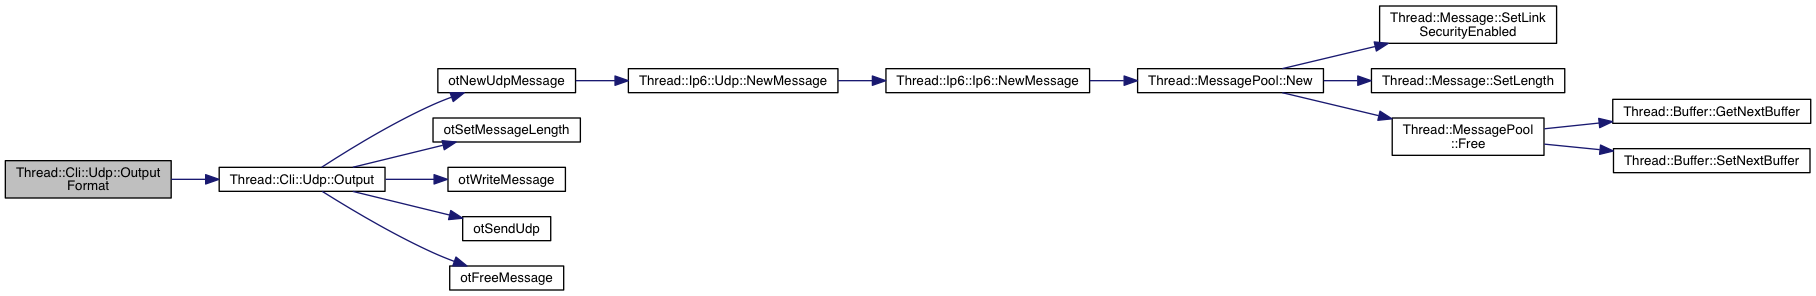 Thread::Cli::Udp::Output
Format
Thread::Cli::Udp::Output
otNewUdpMessage
otSetMessageLength
otWriteMessage
otSendUdp
otFreeMessage
Thread::Ip6::Udp::NewMessage
Thread::Ip6::Ip6::NewMessage
Thread::MessagePool::New
Thread::Message::SetLink
SecurityEnabled
Thread::Message::SetLength
Thread::MessagePool
::Free
Thread::Buffer::GetNextBuffer
Thread::Buffer::SetNextBuffer